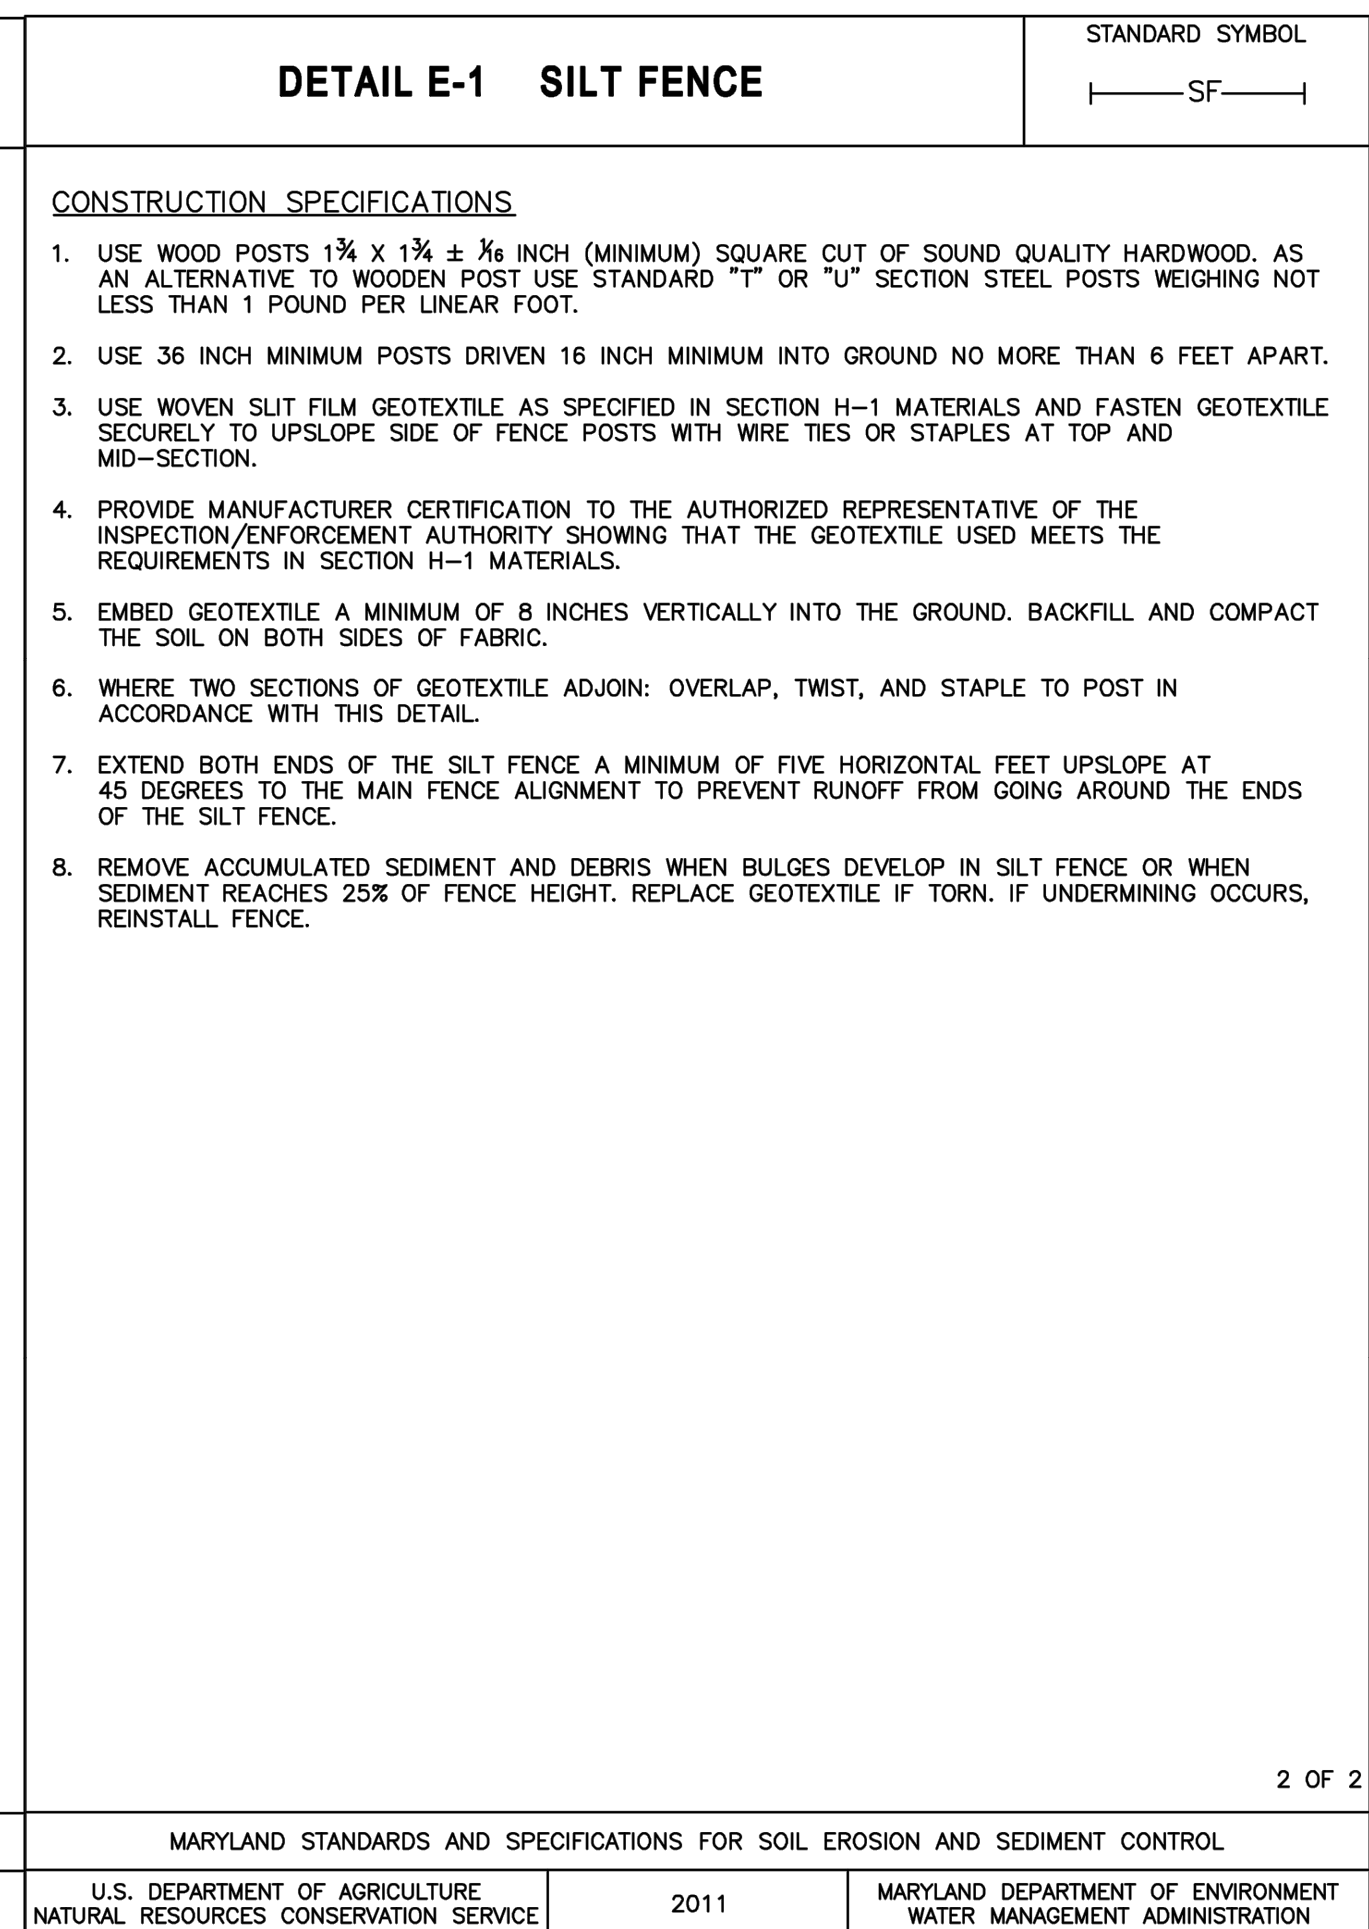 DETAIL E-1 SILT FENCE
STANDARD SYMBOL
SF
CONSTRUCTION SPECIFICATIONS
1. USE WOOD POSTS 1¾ X 1¾ ± 1/16 INCH (MINIMUM) SQUARE CUT OF SOUND QUALITY HARDWOOD. AS
AN ALTERNATIVE TO WOODEN POST USE STANDARD "T" OR "U" SECTION STEEL POSTS WEIGHING NOT
LESS THAN 1 POUND PER LINEAR FOOT.
2. USE 36 INCH MINIMUM POSTS DRIVEN 16 INCH MINIMUM INTO GROUND NO MORE THAN 6 FEET APART.
3. USE WOVEN SLIT FILM GEOTEXTILE AS SPECIFIED IN SECTION H-1 MATERIALS AND FASTEN GEOTEXTILE
SECURELY TO UPSLOPE SIDE OF FENCE POSTS WITH WIRE TIES OR STAPLES AT TOP AND
MID-SECTION.
4. PROVIDE MANUFACTURER CERTIFICATION TO THE AUTHORIZED REPRESENTATIVE OF THE
INSPECTION/ENFORCEMENT AUTHORITY SHOWING THAT THE GEOTEXTILE USED MEETS THE
REQUIREMENTS IN SECTION H-1 MATERIALS.
5. EMBED GEOTEXTILE A MINIMUM OF 8 INCHES VERTICALLY INTO THE GROUND. BACKFILL AND COMPACT
THE SOIL ON BOTH SIDES OF FABRIC.
6. WHERE TWO SECTIONS OF GEOTEXTILE ADJOIN: OVERLAP, TWIST, AND STAPLE TO POST IN
ACCORDANCE WITH THIS DETAIL.
7. EXTEND BOTH ENDS OF THE SILT FENCE A MINIMUM OF FIVE HORIZONTAL FEET UPSLOPE AT
45 DEGREES TO THE MAIN FENCE ALIGNMENT TO PREVENT RUNOFF FROM GOING AROUND THE ENDS
OF THE SILT FENCE.
8. REMOVE ACCUMULATED SEDIMENT AND DEBRIS WHEN BULGES DEVELOP IN SILT FENCE OR WHEN
SEDIMENT REACHES 25% OF FENCE HEIGHT. REPLACE GEOTEXTILE IF TORN. IF UNDERMINING OCCURS,
REINSTALL FENCE.
2 OF 2
MARYLAND STANDARDS AND SPECIFICATIONS FOR SOIL EROSION AND SEDIMENT CONTROL
U.S. DEPARTMENT OF AGRICULTURE
NATURAL RESOURCES CONSERVATION SERVICE
2011
MARYLAND DEPARTMENT OF ENVIRONMENT
WATER MANAGEMENT ADMINISTRATION